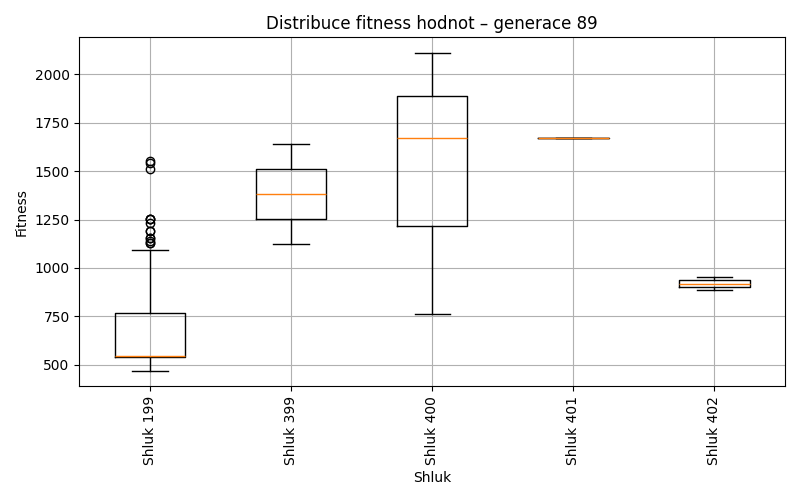 Distribuce fitness hodnot – generace 89
Fitness
2000
1750
1500
1250
1000
750
500
Shluk 199
Shluk 399
Shluk 400
Shluk 401
Shluk 402
Shluk